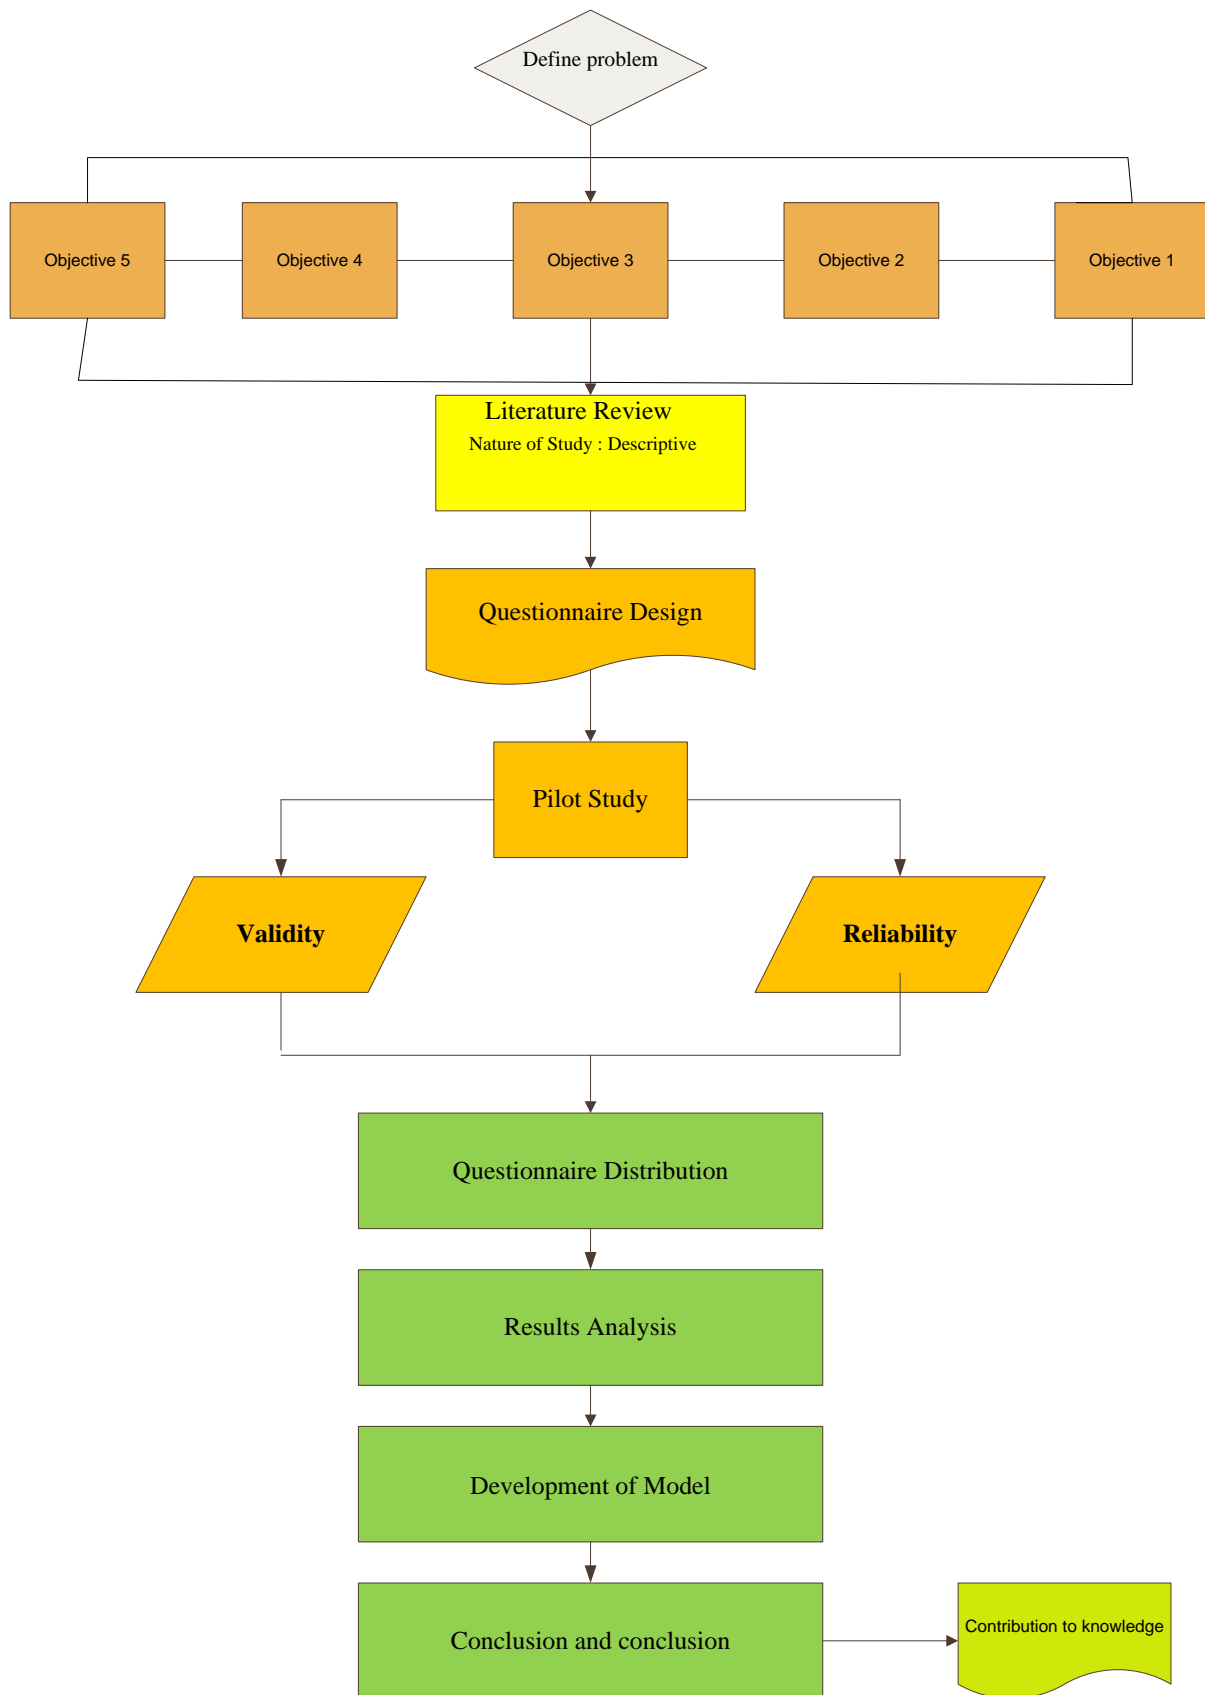 Define problem
Objective 5
Objective 4
Objective 3
Objective 2
Objective 1
Literature Review
Nature of Study : Descriptive
Questionnaire Design
Pilot Study
Validity
Reliability
Questionnaire Distribution
Results Analysis
Development of Model
Conclusion and conclusion
Contribution to knowledge